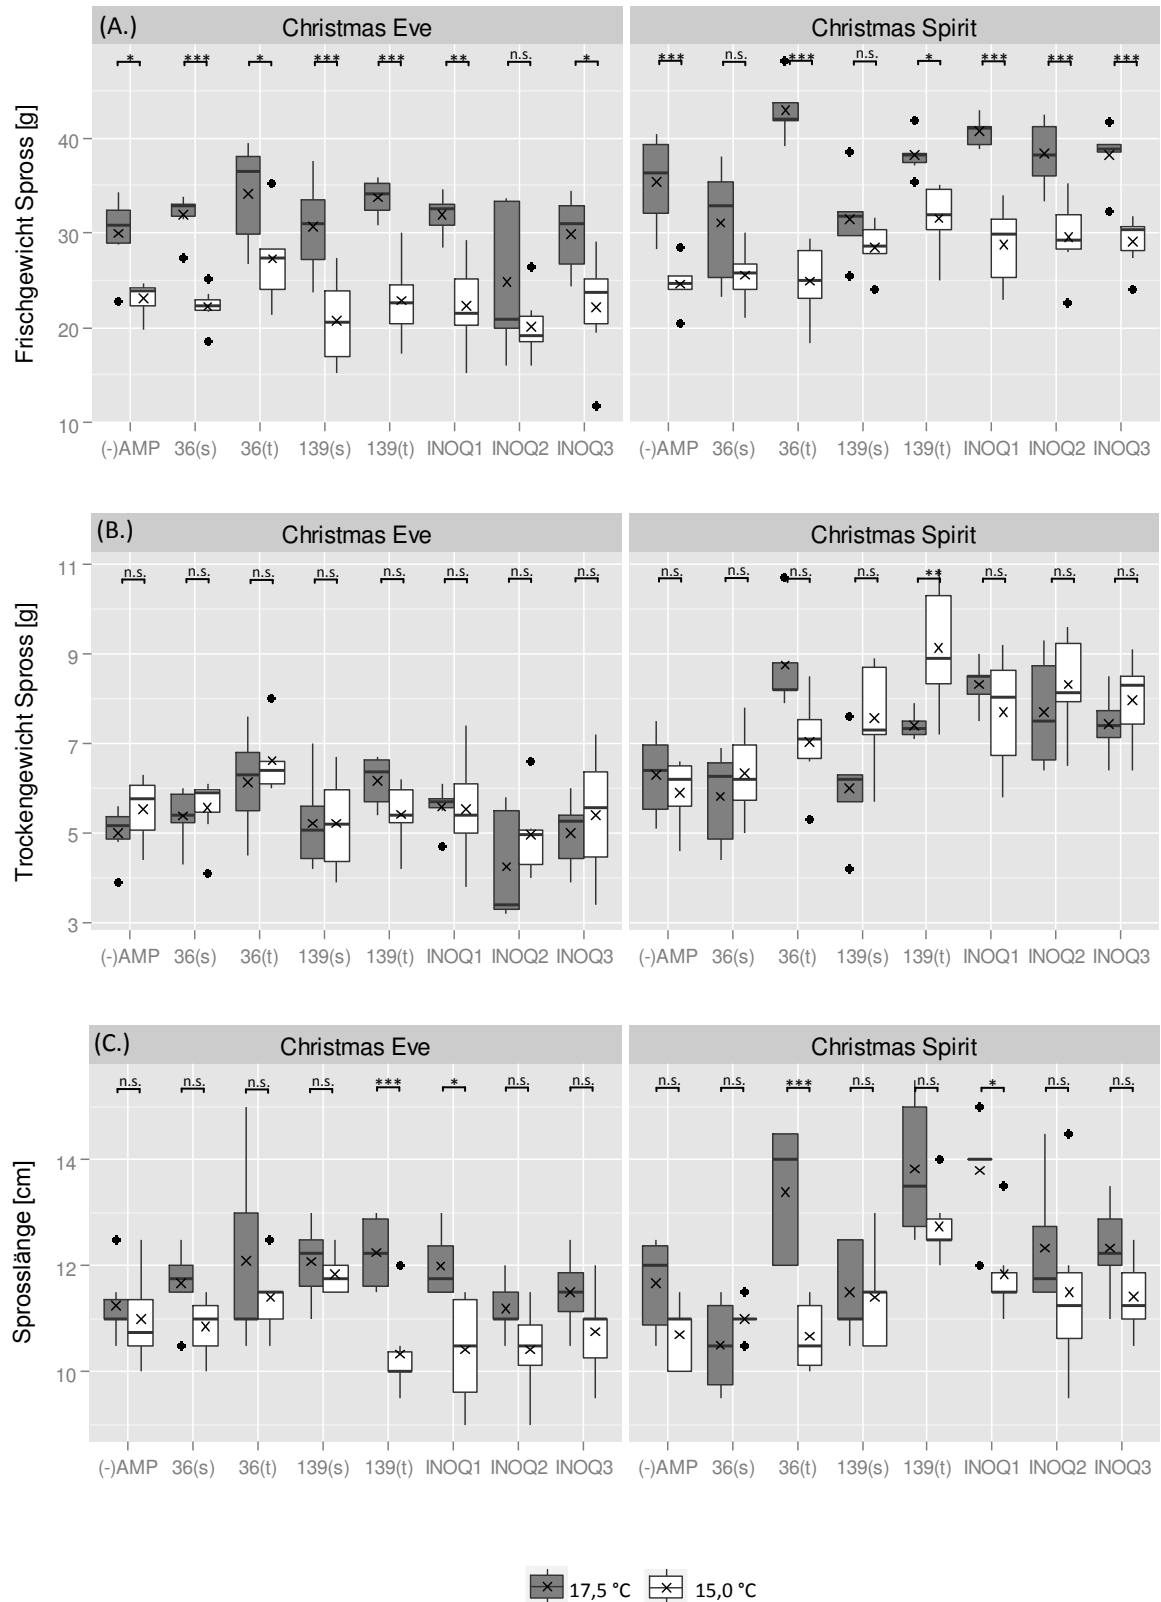 (A.)
Christmas Eve Christmas Spirit
* *** * *** *** ** n.s. * *** n.s. *** n.s. * *** *** ***
Frischgewicht Spross [g]
40
30
20
10
(-)AMP 36(s) 36(t) 139(s) 139(t) INOQ1 INOQ2 INOQ3 (-)AMP 36(s) 36(t) 139(s) 139(t) INOQ1 INOQ2 INOQ3
(B.)
Christmas Eve Christmas Spirit
n.s. n.s. n.s. n.s. n.s. n.s. n.s. n.s. n.s. n.s. n.s. n.s. ** n.s. n.s. n.s.
Trockengewicht Spross [g]
11
9
7
5
3
(-)AMP 36(s) 36(t) 139(s) 139(t) INOQ1 INOQ2 INOQ3 (-)AMP 36(s) 36(t) 139(s) 139(t) INOQ1 INOQ2 INOQ3
(C.)
Christmas Eve Christmas Spirit
n.s. n.s. n.s. n.s. *** * n.s. n.s. n.s. n.s. *** n.s. n.s. * n.s. n.s.
Sprosslänge [cm]
14
12
10
(-)AMP 36(s) 36(t) 139(s) 139(t) INOQ1 INOQ2 INOQ3 (-)AMP 36(s) 36(t) 139(s) 139(t) INOQ1 INOQ2 INOQ3
17,5 °C 15,0 °C